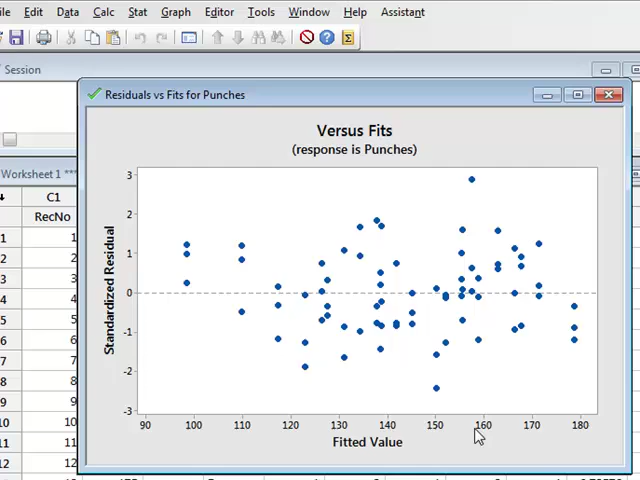 ile Edit Data Calc Stat Graph Editor Tools Window Help Assistant
Session
Residuals vs Fits for Punches
Versus Fits
(response is Punches)
Worksheet 1 ***
C1
RecNo
1 1
2 2
3 3
4 4
5 5
6 6
7 7
8 8
9 9
10 10
11 11
12 12
Standardized Residual
3
2
1
0
-1
-2
-3
90 100 110 120 130 140 150 160 170 180
Fitted Value